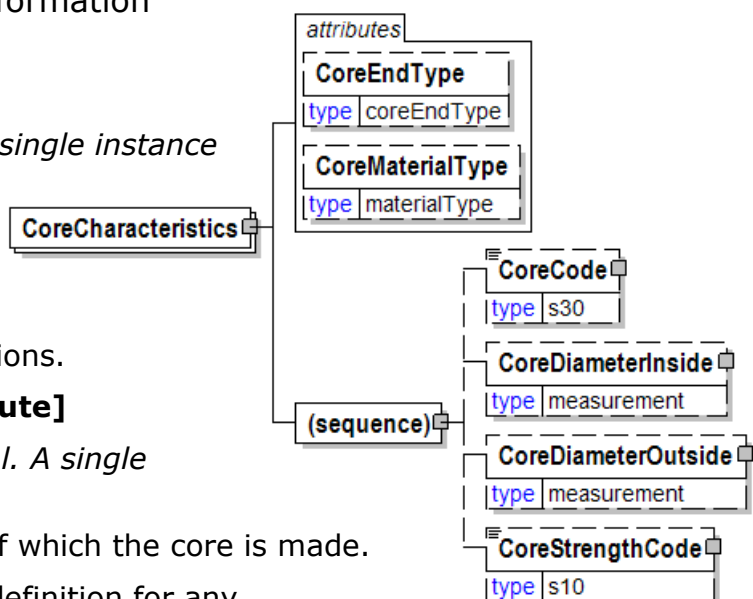 formation
single instance
ions.
ute]
l. A single
f which the core is made.
definition for any
CoreCharacteristics
attributes
CoreEndType
type coreEndType
CoreMaterialType
type materialType
(sequence)
CoreCode
type s30
CoreDiameterInside
type measurement
CoreDiameterOutside
type measurement
CoreStrengthCode
type s10